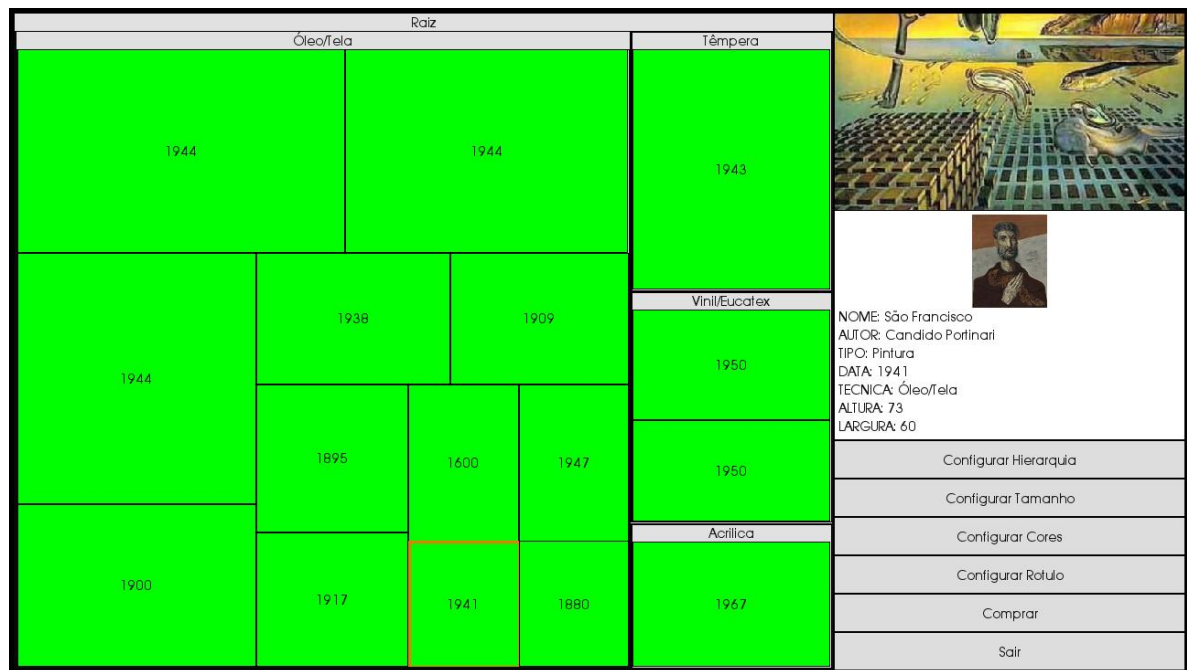 Raiz
Óleo/Tela
Têmpera
1944
1944
1943
1944
1938
1909
Vinil/Eucatex
1950
1895
1600
1947
1950
Acrilica
1900
1917
1941
1880
1967
NOME: São Francisco
AUTOR: Candido Portinari
TIPO: Pintura
DATA: 1941
TECNICA: Óleo/Tela
ALTURA: 73
LARGURA: 60
Configurar Hierarquia
Configurar Tamanho
Configurar Cores
Configurar Rotulo
Comprar
Sair